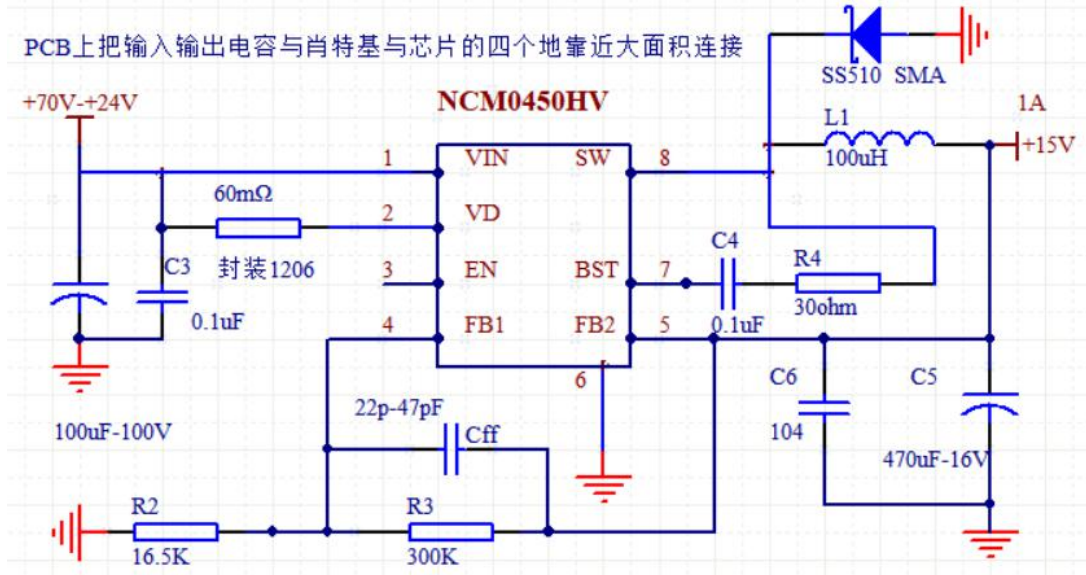 PCB上把输入输出电容与肖特基与芯片的四个地靠近大面积连接
SS510 SMA
+70V-+24V
NCM0450HV
1A
L1
100uH
+15V
1
VIN
SW
8
60mΩ
2
VD
C3
封装1206
0.1uF
3
EN
BST
7
C4
0.1uF
R4
30ohm
4
FB1
FB2
5
6
C6
104
C5
470uF-16V
100uF-100V
22p-47pF
Cff
R2
16.5K
R3
300K